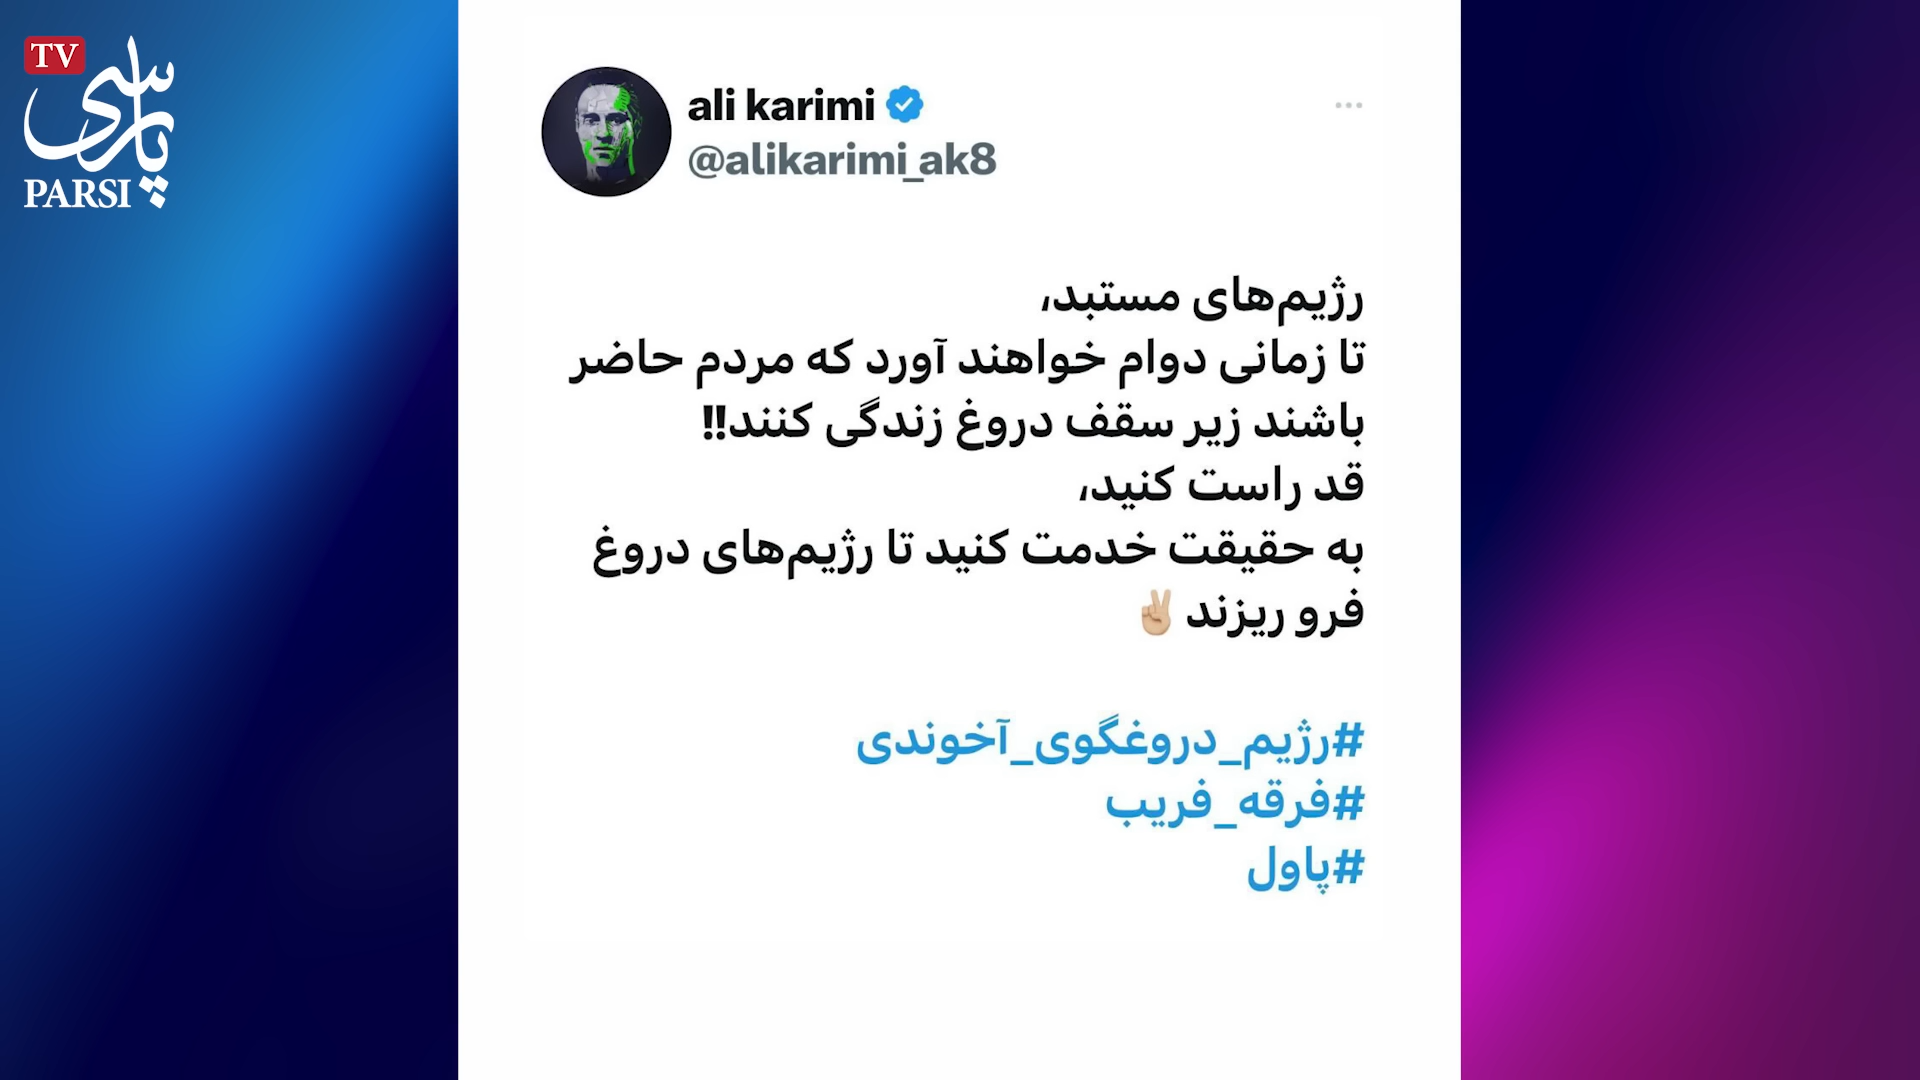 TV
پارسی
PARSI
ali karimi
@alikarimi_ak8
رژیم‌های مستبد،
تا زمانی دوام خواهند آورد که مردم حاضر
باشند زیر سقف دروغ زندگی کنند!!
قد راست کنید،
به حقیقت خدمت کنید تا رژیم‌های دروغ
فرو ریزند ✌🏼
#رژیم_دروغگوی_آخوندی
#فرقه_فریب
#پاول